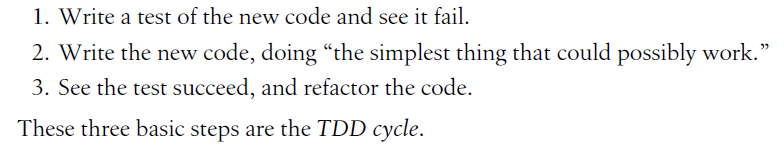 1. Write a test of the new code and see it fail.
2. Write the new code, doing “the simplest thing that could possibly work.”
3. See the test succeed, and refactor the code.
These three basic steps are the TDD cycle.